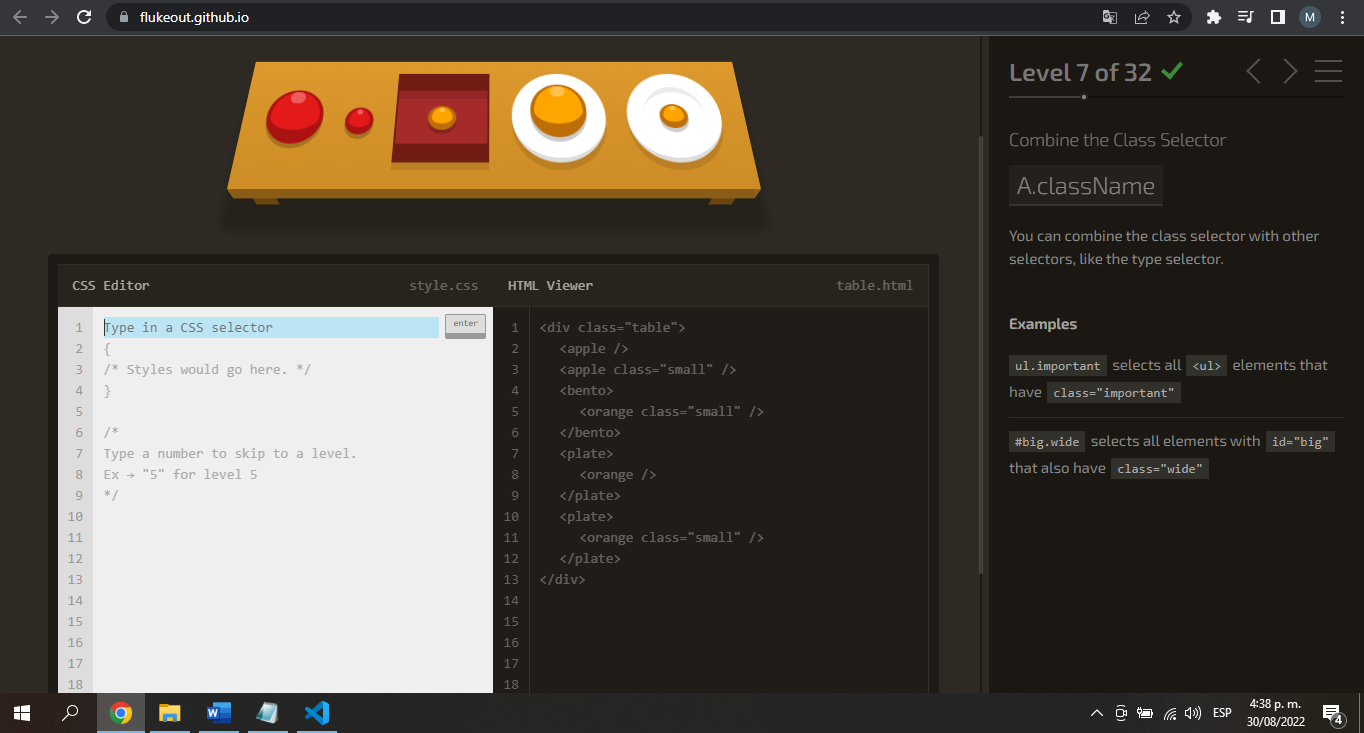 flukeout.github.io
M
Level 7 of 32
Combine the Class Selector
A.className
You can combine the class selector with other
selectors, like the type selector.
Examples
ul.important selects all <ul> elements that
have class="important"
#big.wide selects all elements with id="big"
that also have class="wide"
CSS Editor
style.css
1 Type in a CSS selector
enter
2 {
3 /* Styles would go here. */
4 }
5
6 /*
7 Type a number to skip to a level.
8 Ex → "5" for level 5
9 */
10
11
12
13
14
15
16
17
18
HTML Viewer
table.html
1 <div class="table">
2 <apple />
3 <apple class="small" />
4 <bento>
5 <orange class="small" />
6 </bento>
7 <plate>
8 <orange />
9 </plate>
10 <plate>
11 <orange class="small" />
12 </plate>
13 </div>
14
15
16
17
18
W
ESP
4:38 p. m.
30/08/2022
4